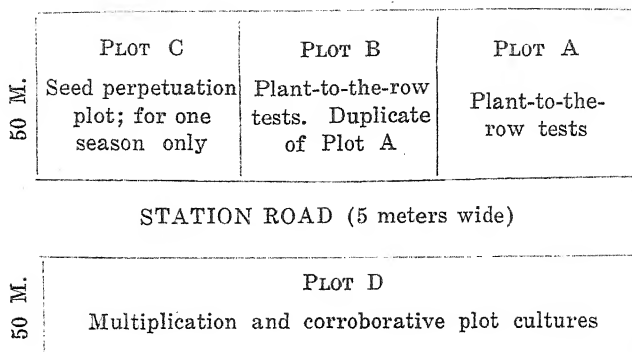 PLOT C
Seed perpetuation
plot; for one
season only
PLOT B
Plant-to-the-row
tests. Duplicate
of Plot A
PLOT A
Plant-to-the-
row tests
50 M.
STATION ROAD (5 meters wide)
50 M.
PLOT D
Multiplication and corroborative plot cultures